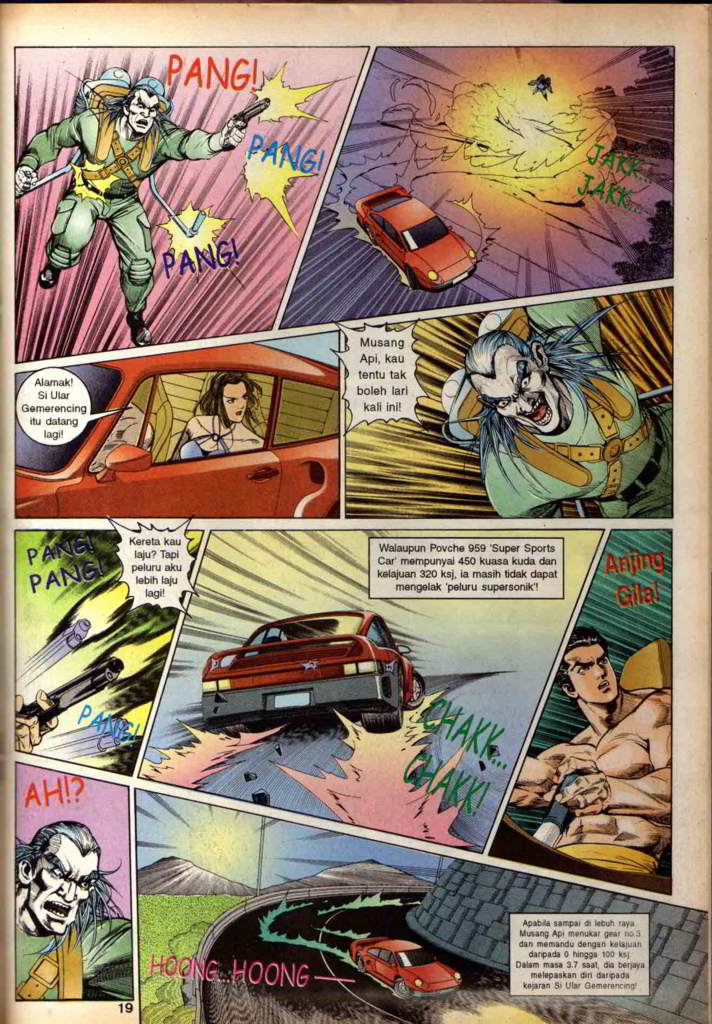 PANG!
PANG!
PANG!
JAKK...
JAKK...
Alamak!
Si Ular
Gemerencing
itu datang
lagi!
Musang
Api, kau
tentu tak
boleh lari
kali ini!
PANG!
PANG!
Kereta kau
laju? Tapi
peluru aku
lebih laju
lagi!
PANG!
Walaupun Povche 959 'Super Sports
Car' mempunyai 450 kuasa kuda dan
kelajuan 320 ksj, ia masih tidak dapat
mengelak 'peluru supersonik'!
CHAKK...
CHAKK!
Anjing
Gila!
AH!?
HOONG...HOONG
Apabila sampai di lebuh raya,
Musang Api menukar gear no.3
dan memandu dengan kelajuan
daripada 0 hingga 100 ksj.
Dalam masa 3.7 saat, dia berjaya
melepaskan diri daripada
kejaran Si Ular Gemerencing!
19